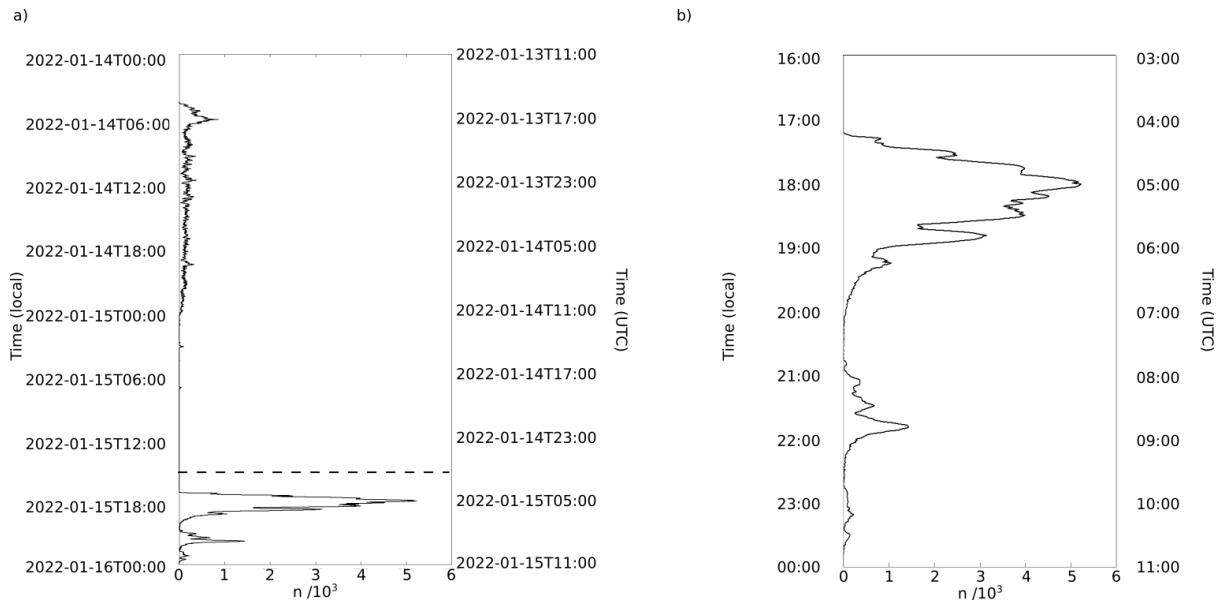 a)
2022-01-14T00:00
2022-01-14T06:00
2022-01-14T12:00
2022-01-14T18:00
2022-01-15T00:00
2022-01-15T06:00
2022-01-15T12:00
2022-01-15T18:00
2022-01-16T00:00
Time (local)
2022-01-13T11:00
2022-01-13T17:00
2022-01-13T23:00
2022-01-14T05:00
2022-01-14T11:00
2022-01-14T17:00
2022-01-14T23:00
2022-01-15T05:00
2022-01-15T11:00
Time (UTC)
0 1 2 3 4 5 6
n /10³
b)
16:00
17:00
18:00
19:00
20:00
21:00
22:00
23:00
00:00
Time (local)
03:00
04:00
05:00
06:00
07:00
08:00
09:00
10:00
11:00
Time (UTC)
0 1 2 3 4 5 6
n /10³